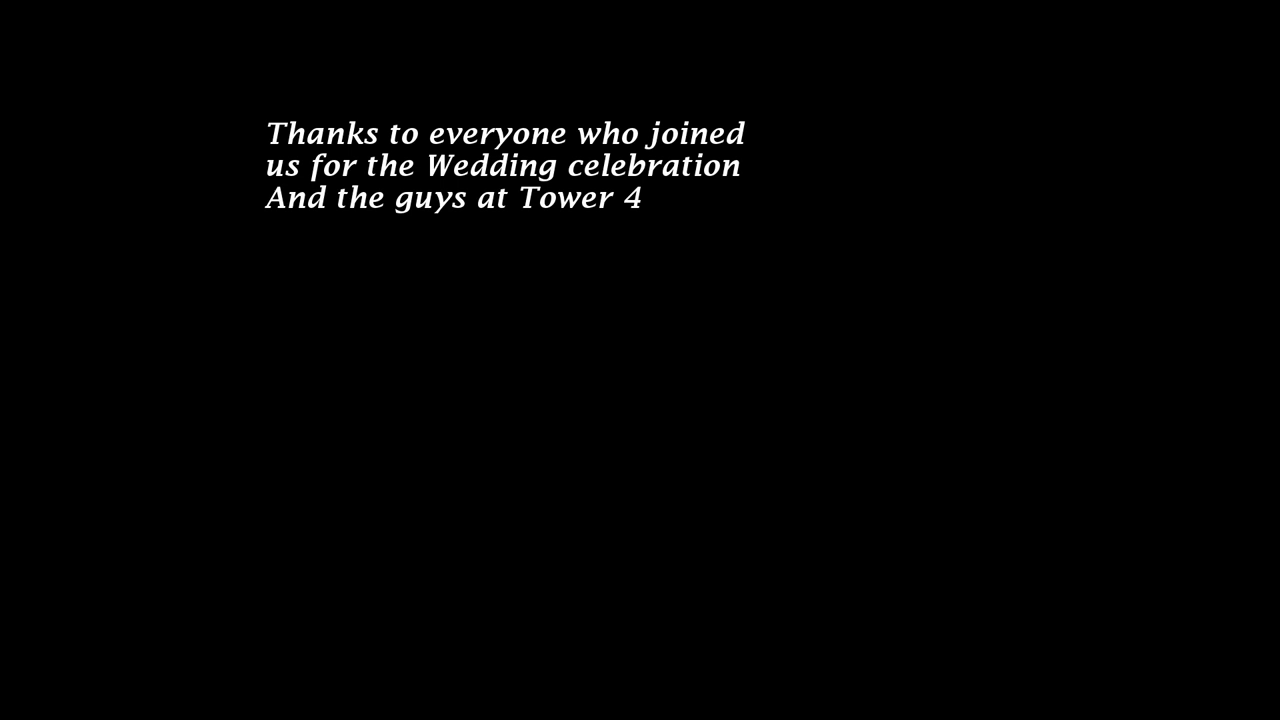 Thanks to everyone who joined
us for the Wedding celebration
And the guys at Tower 4